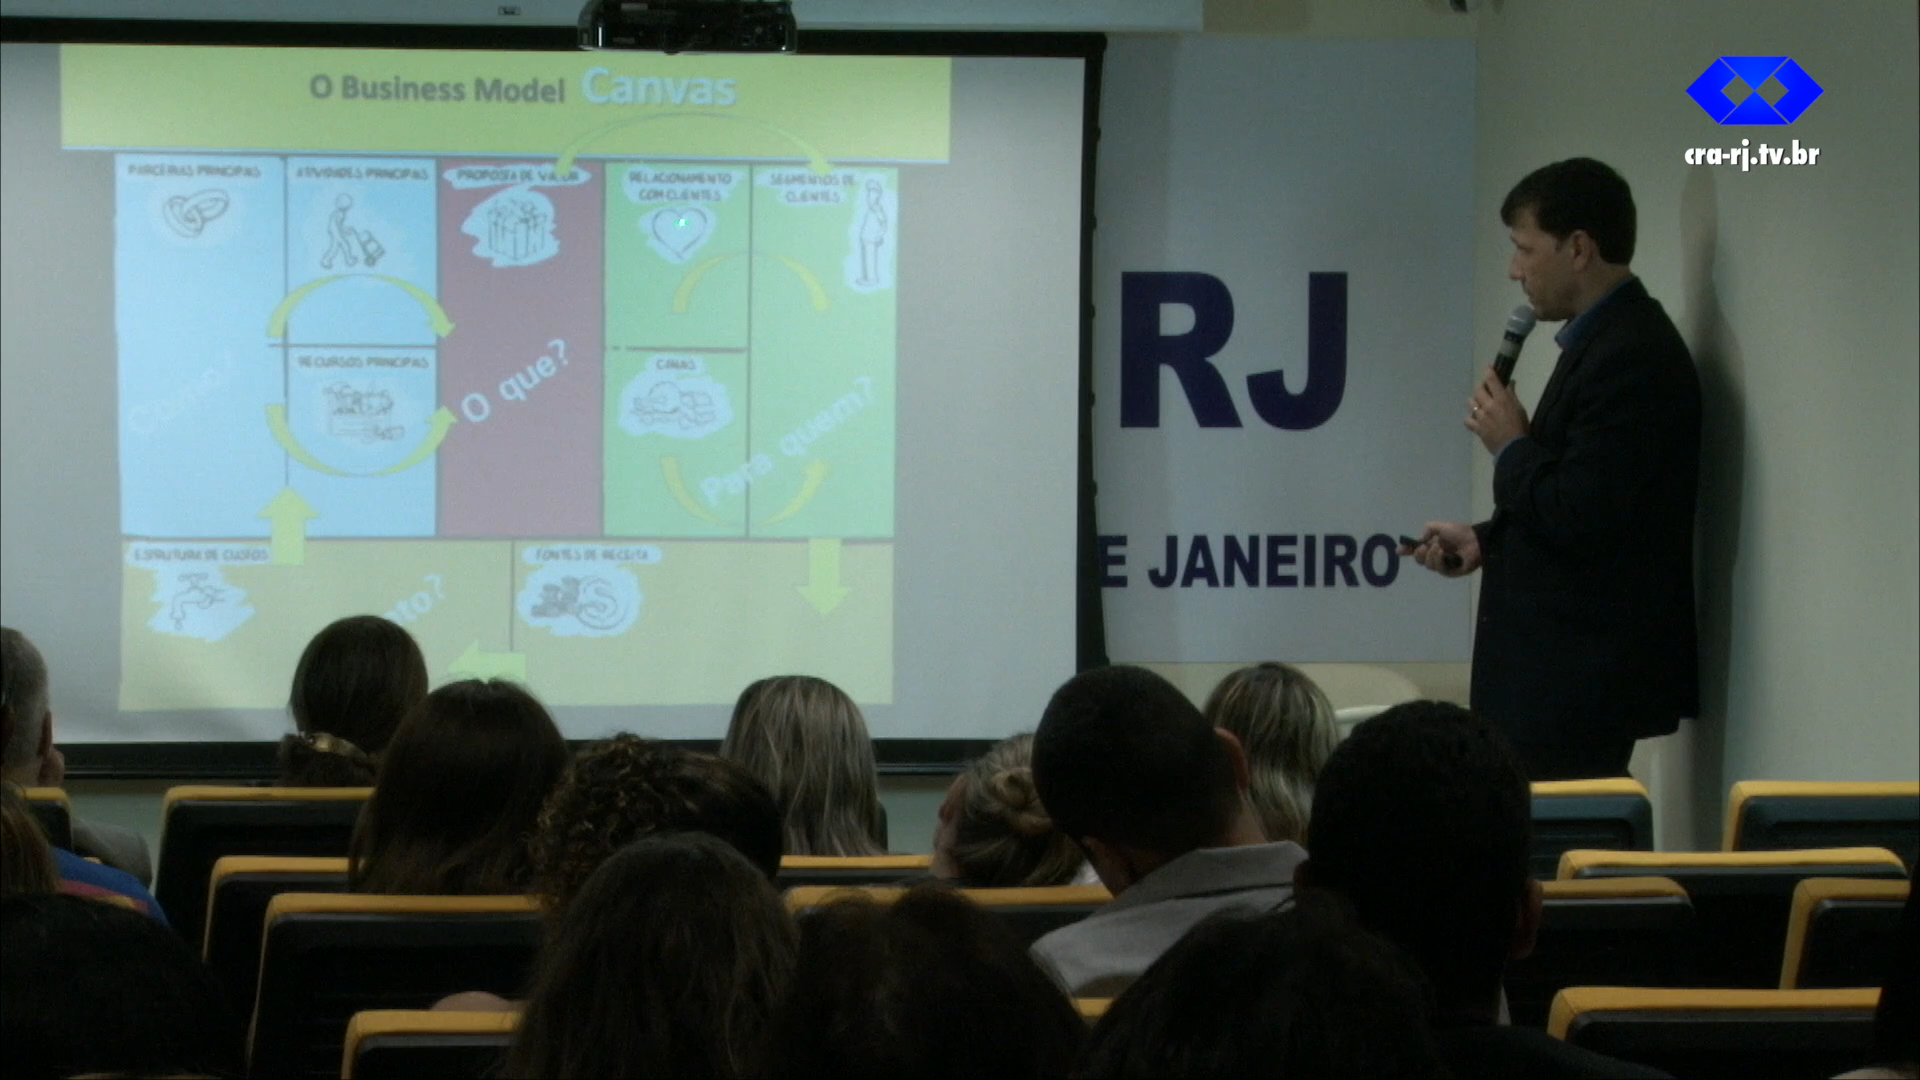 O Business Model Canvas
cra-rj.tv.br
PARCERIAS PRINCIPAIS
ATIVIDADES PRINCIPAIS
PROPOSTA DE VALOR
RELACIONAMENTO
COM CLIENTES
SEGMENTOS DE
CLIENTES
RECURSOS PRINCIPAIS
CANAIS
O que?
Para quem?
ESTRUTURA DE CUSTOS
FONTES DE RECEITA
RJ
E JANEIRO